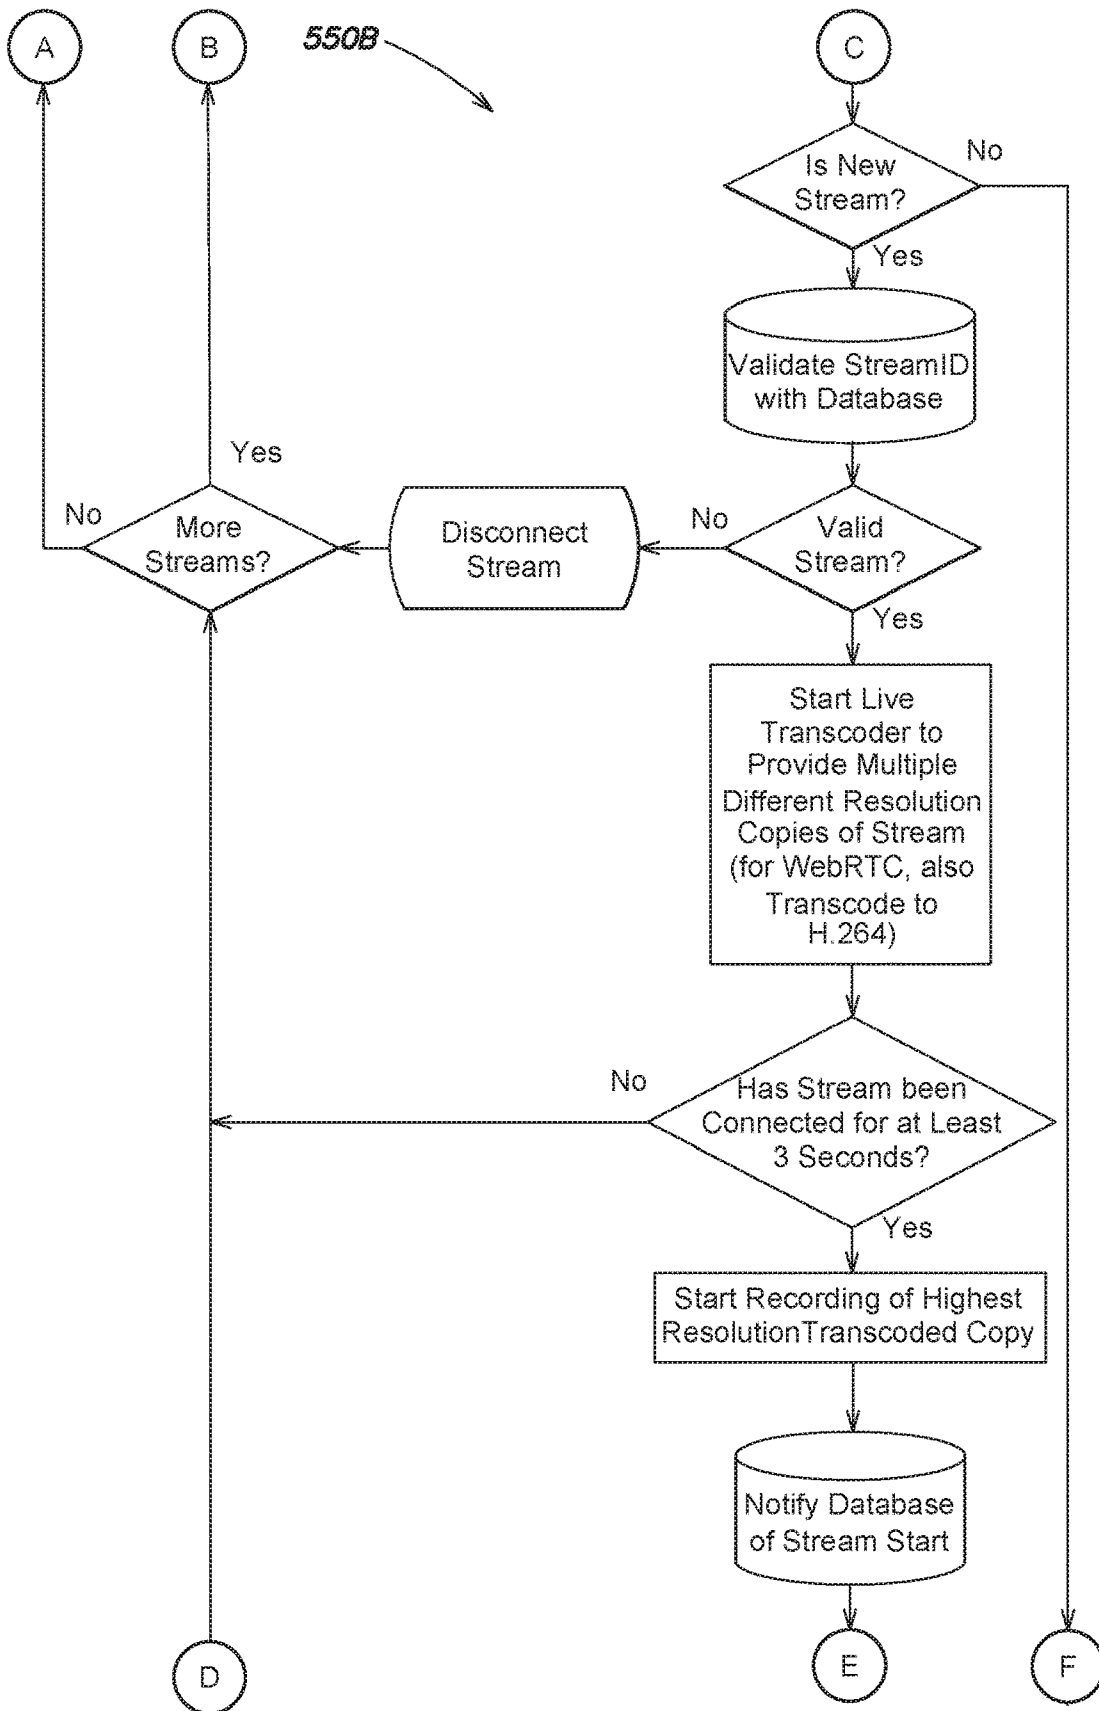 A
B
550B
C
Is New
Stream?
No
Yes
Validate StreamID
with Database
Yes
No
More
Streams?
Disconnect
Stream
No
Valid
Stream?
Yes
Start Live
Transcoder to
Provide Multiple
Different Resolution
Copies of Stream
(for WebRTC, also
Transcode to
H.264)
No
Has Stream been
Connected for at Least
3 Seconds?
Yes
Start Recording of Highest
ResolutionTranscoded Copy
Notify Database
of Stream Start
D
E
F